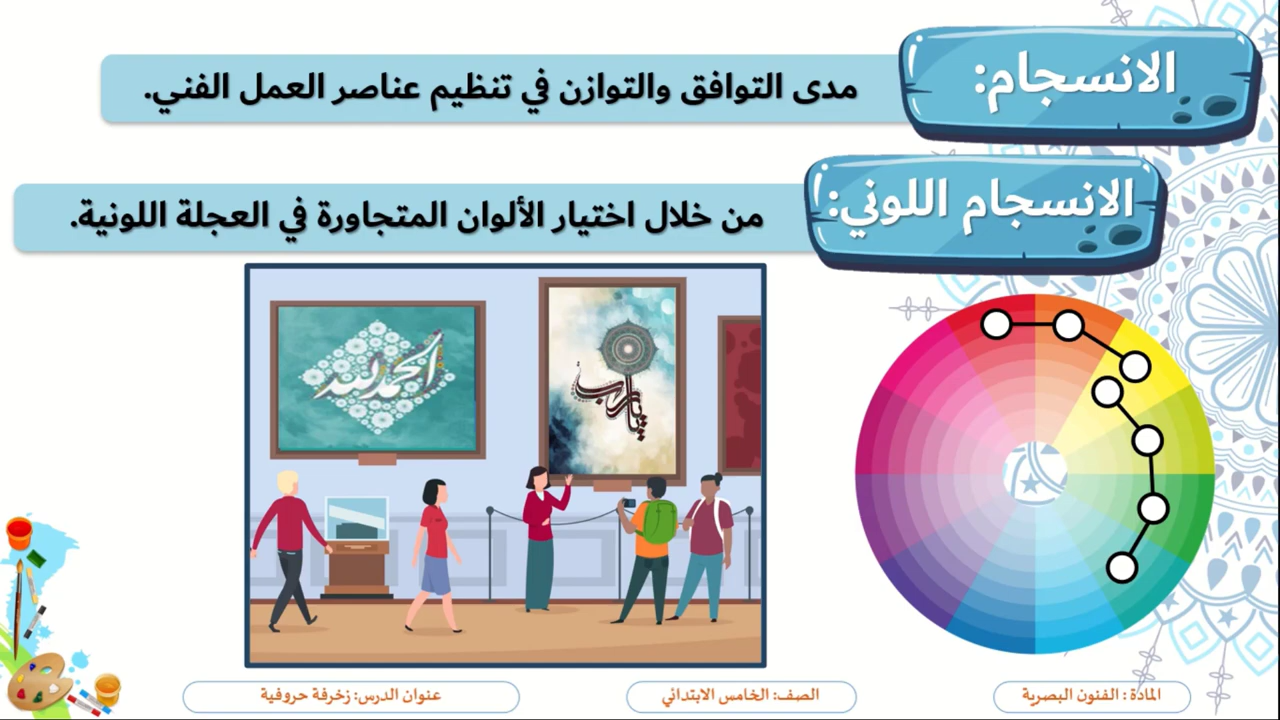 الانسجام:
مدى التوافق والتوازن في تنظيم عناصر العمل الفني.
الانسجام اللوني:
من خلال اختيار الألوان المتجاورة في العجلة اللونية.
الحمد لله
يا رب
المادة : الفنون البصرية
الصف: الخامس الابتدائي
عنوان الدرس: زخرفة حروفية